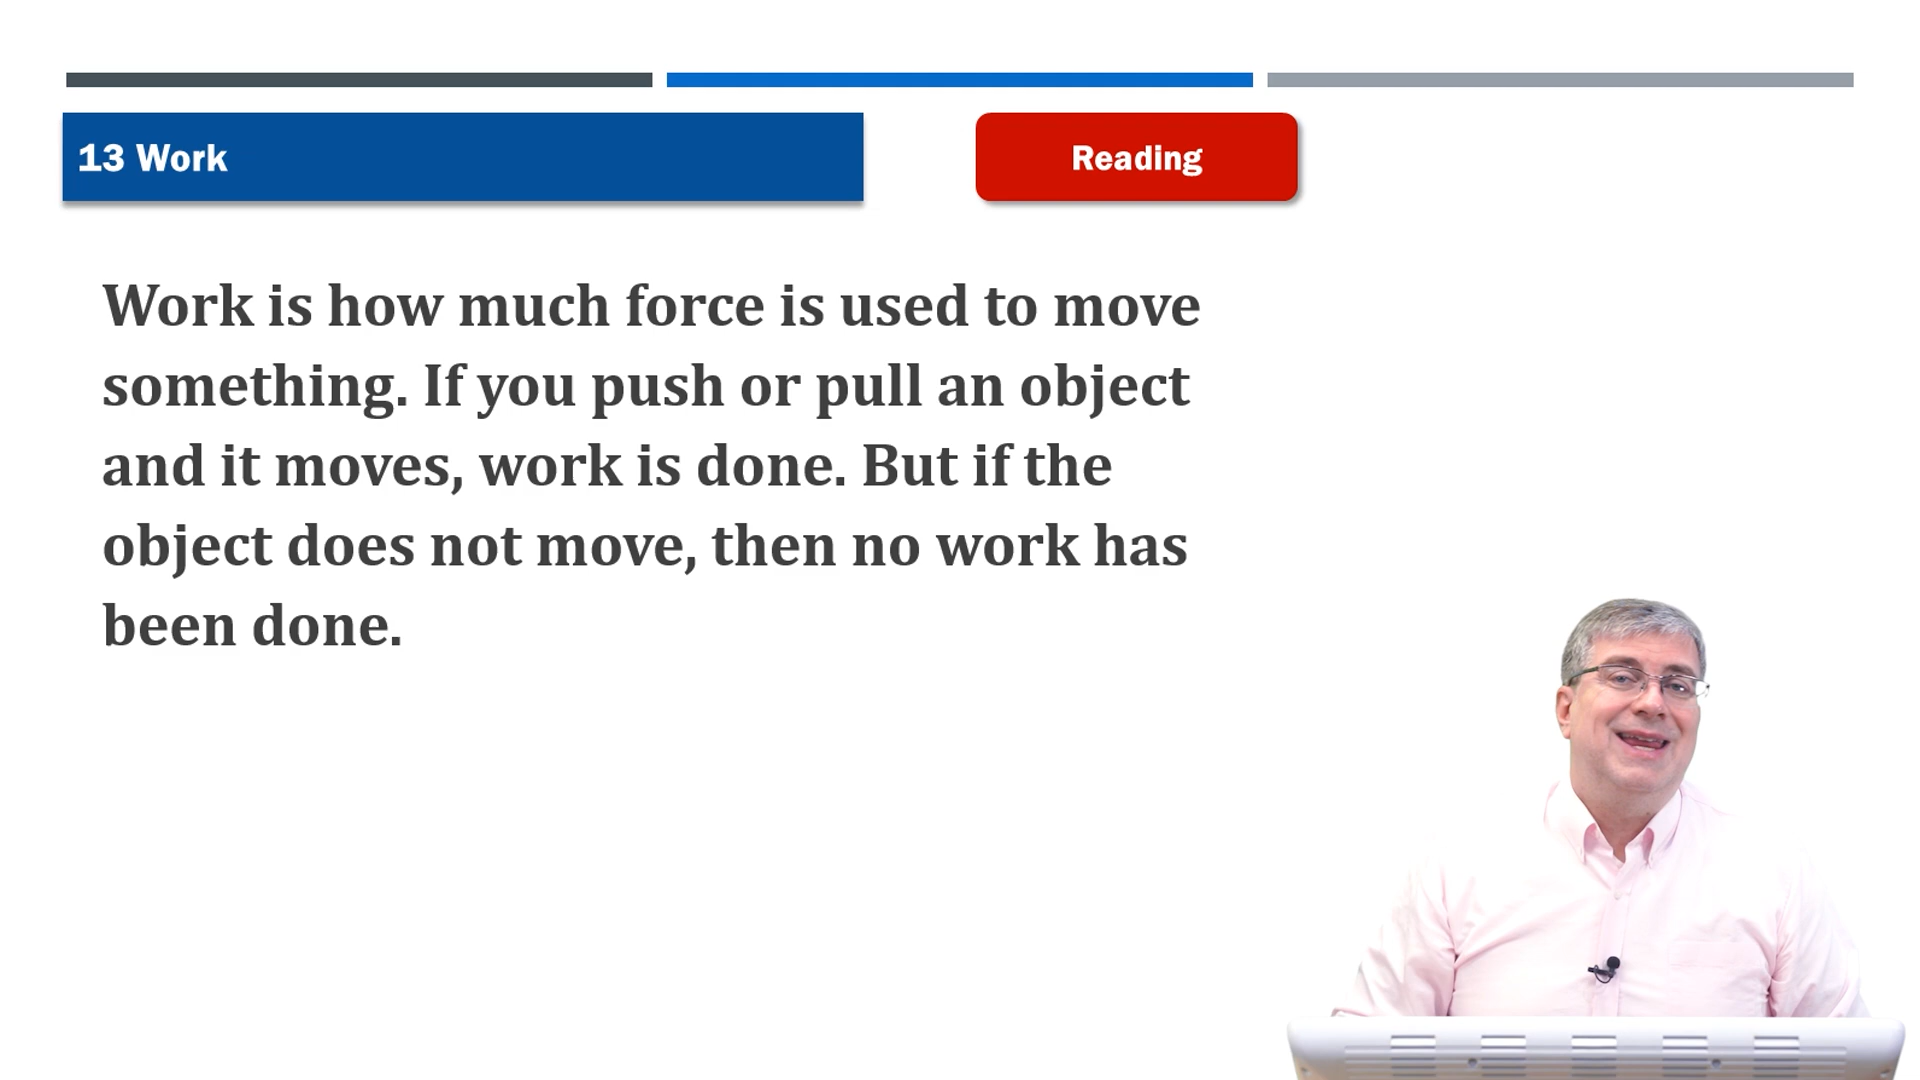 13 Work
Reading
Work is how much force is used to move
something. If you push or pull an object
and it moves, work is done. But if the
object does not move, then no work has
been done.